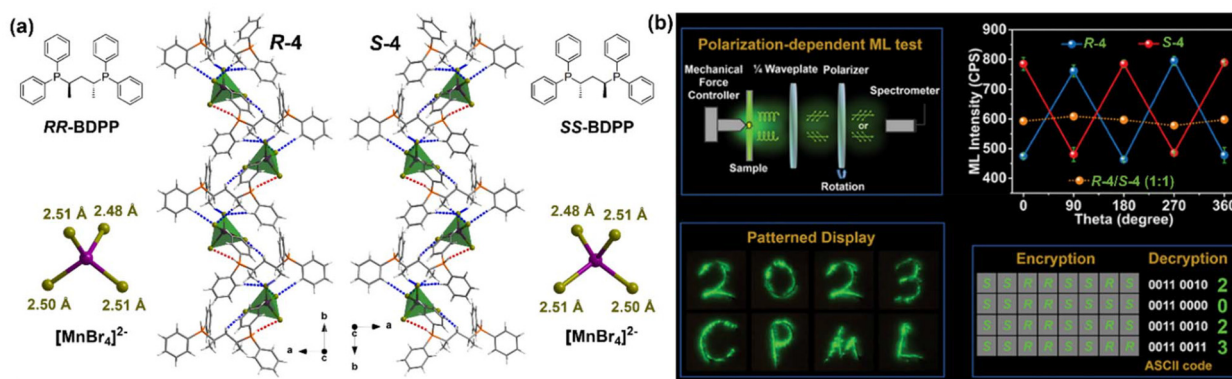 (a)
RR-BDPP
R-4
S-4
SS-BDPP
2.51 Å 2.48 Å
2.50 Å 2.51 Å
[MnBr4]2-
2.48 Å 2.51 Å
2.51 Å 2.50 Å
[MnBr4]2-
b
a c
c a
b
(b)
Polarization-dependent ML test
Mechanical
Force
Controller
¼ Waveplate
Polarizer
Spectrometer
or
Sample
Rotation
ML Intensity (CPS)
900
800
700
600
500
400
R-4 S-4
R-4/S-4 (1:1)
0 90 180 270 360
Theta (degree)
Patterned Display
2 0 2 3
C P M L
Encryption Decryption
S S R R S S R S 0011 0010 2
S S R R S S S S 0011 0000 0
S S R R S S R S 0011 0010 2
S S R R S S R R 0011 0011 3
ASCII code